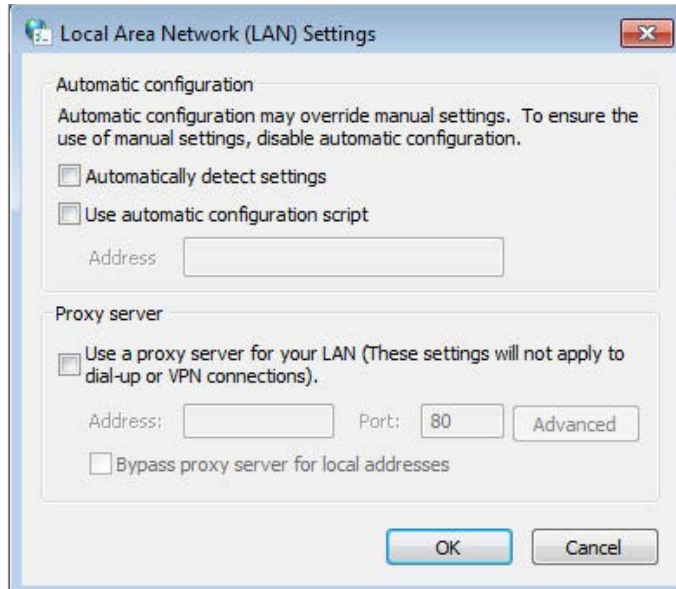 Local Area Network (LAN) Settings
Automatic configuration
Automatic configuration may override manual settings.  To ensure the
use of manual settings, disable automatic configuration.
Automatically detect settings
Use automatic configuration script
Address
Proxy server
Use a proxy server for your LAN (These settings will not apply to
dial-up or VPN connections).
Address: Port: 80 Advanced
Bypass proxy server for local addresses
OK Cancel